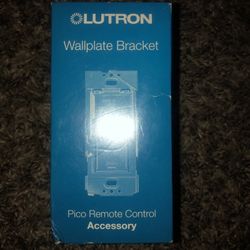 LUTRON
Wallplate Bracket
Pico Remote Control
Accessory